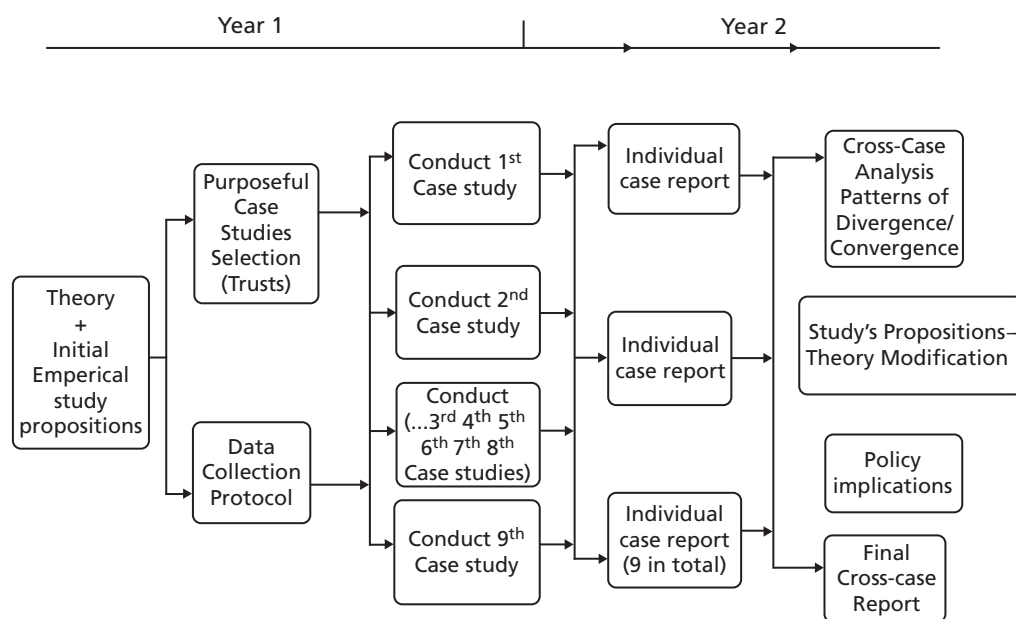 Year 1
Year 2
Theory
+
Initial
Emperical
study
propositions
Purposeful
Case
Studies
Selection
(Trusts)
Data
Collection
Protocol
Conduct 1st
Case study
Conduct 2nd
Case study
Conduct
(...3rd 4th 5th
6th 7th 8th
Case studies)
Conduct 9th
Case study
Individual
case report
Individual
case report
Individual
case report
(9 in total)
Cross-Case
Analysis
Patterns of
Divergence/
Convergence
Study's Propositions–
Theory Modification
Policy
implications
Final
Cross-case
Report